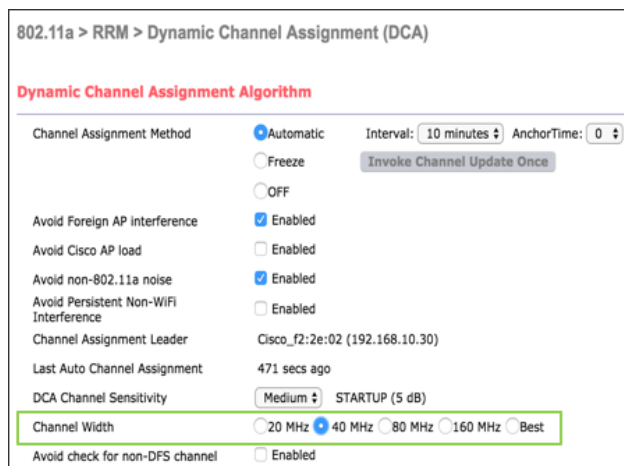 802.11a > RRM > Dynamic Channel Assignment (DCA)
Dynamic Channel Assignment Algorithm
Channel Assignment Method Automatic Interval: 10 minutes AnchorTime: 0
Freeze Invoke Channel Update Once
OFF
Avoid Foreign AP interference Enabled
Avoid Cisco AP load Enabled
Avoid non-802.11a noise Enabled
Avoid Persistent Non-WiFi
Interference Enabled
Channel Assignment Leader Cisco_f2:2e:02 (192.168.10.30)
Last Auto Channel Assignment 471 secs ago
DCA Channel Sensitivity Medium STARTUP (5 dB)
Channel Width 20 MHz 40 MHz 80 MHz 160 MHz Best
Avoid check for non-DFS channel Enabled